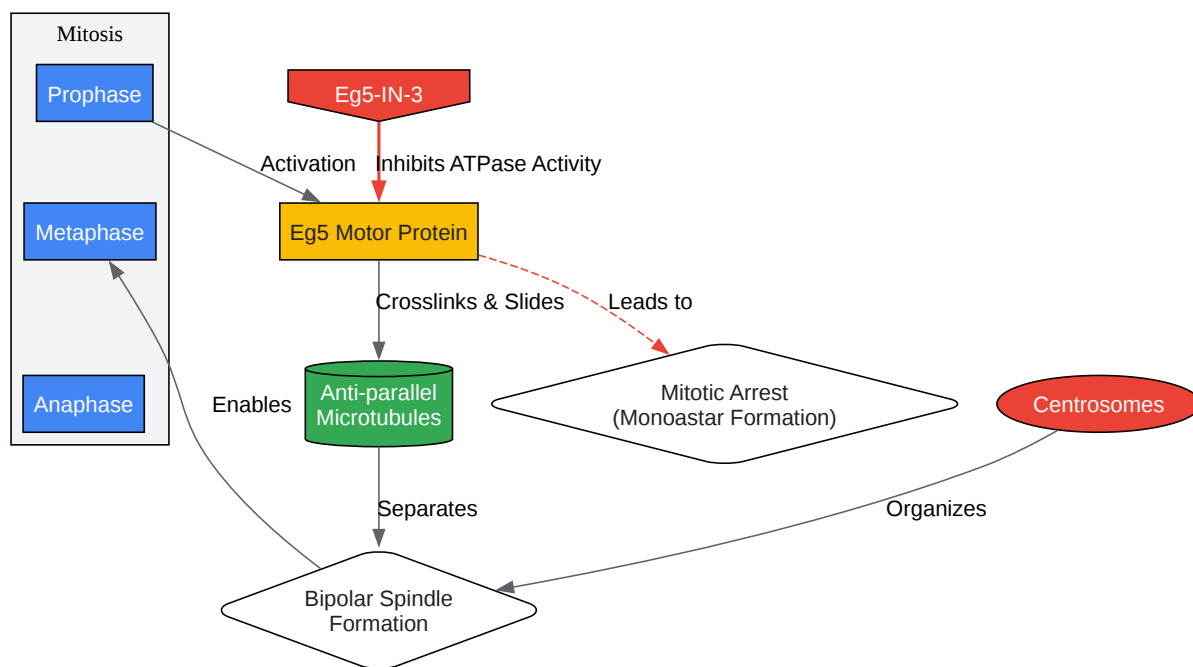 Mitosis
Prophase
Eg5-IN-3
Activation
Inhibits ATPase Activity
Metaphase
Eg5 Motor Protein
Crosslinks & Slides
Leads to
Anaphase
Enables
Anti-parallel
Microtubules
Mitotic Arrest
(Monoastar Formation)
Centrosomes
Separates
Organizes
Bipolar Spindle
Formation